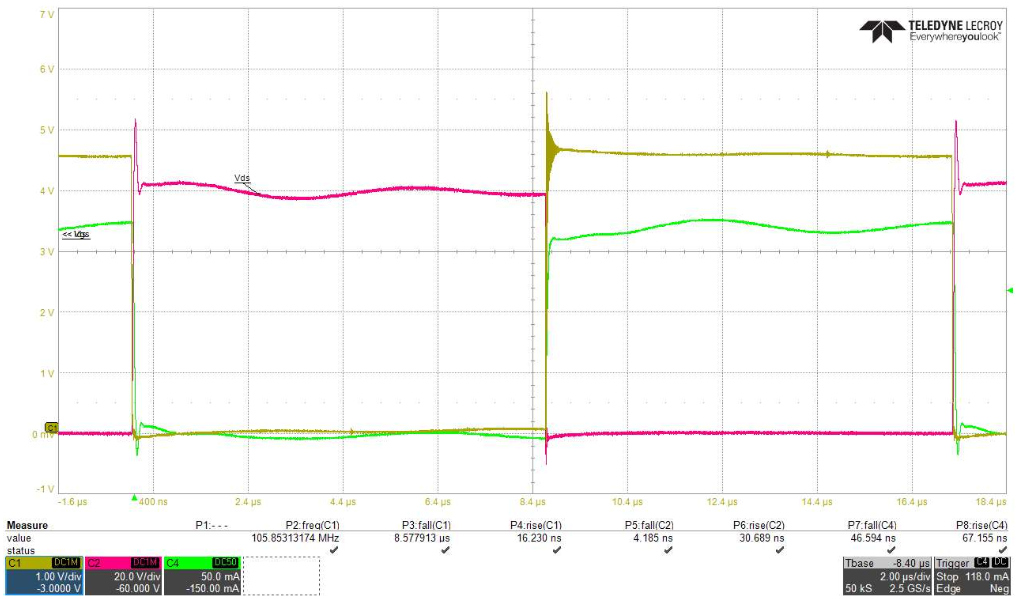 7 V
TELEDYNE LECROY
Everywhereyoulook™
6 V
5 V
4 V
Vds
3 V
2 V
1 V
C1
0 mV
-1 V
-1.6 µs 400 ns 2.4 µs 4.4 µs 6.4 µs 8.4 µs 10.4 µs 12.4 µs 14.4 µs 16.4 µs 18.4 µs
Measure P1:- - - P2:freq(C1) P3:fall(C1) P4:rise(C1) P5:fall(C2) P6:rise(C2) P7:fall(C4) P8:rise(C4)
value 105.85313174 MHz 8.577913 µs 16.230 ns 4.185 ns 30.689 ns 46.594 ns 67.155 ns
status
C1 DC1M C2 DC1M C4 DC50 Tbase -8.40 µs Trigger C4 DC
1.00 V/div 20.0 V/div 50.0 mA 2.00 µs/div Stop 118.0 mA
-3.0000 V -60.000 V -150.00 mA 50 kS 2.5 GS/s Edge Neg